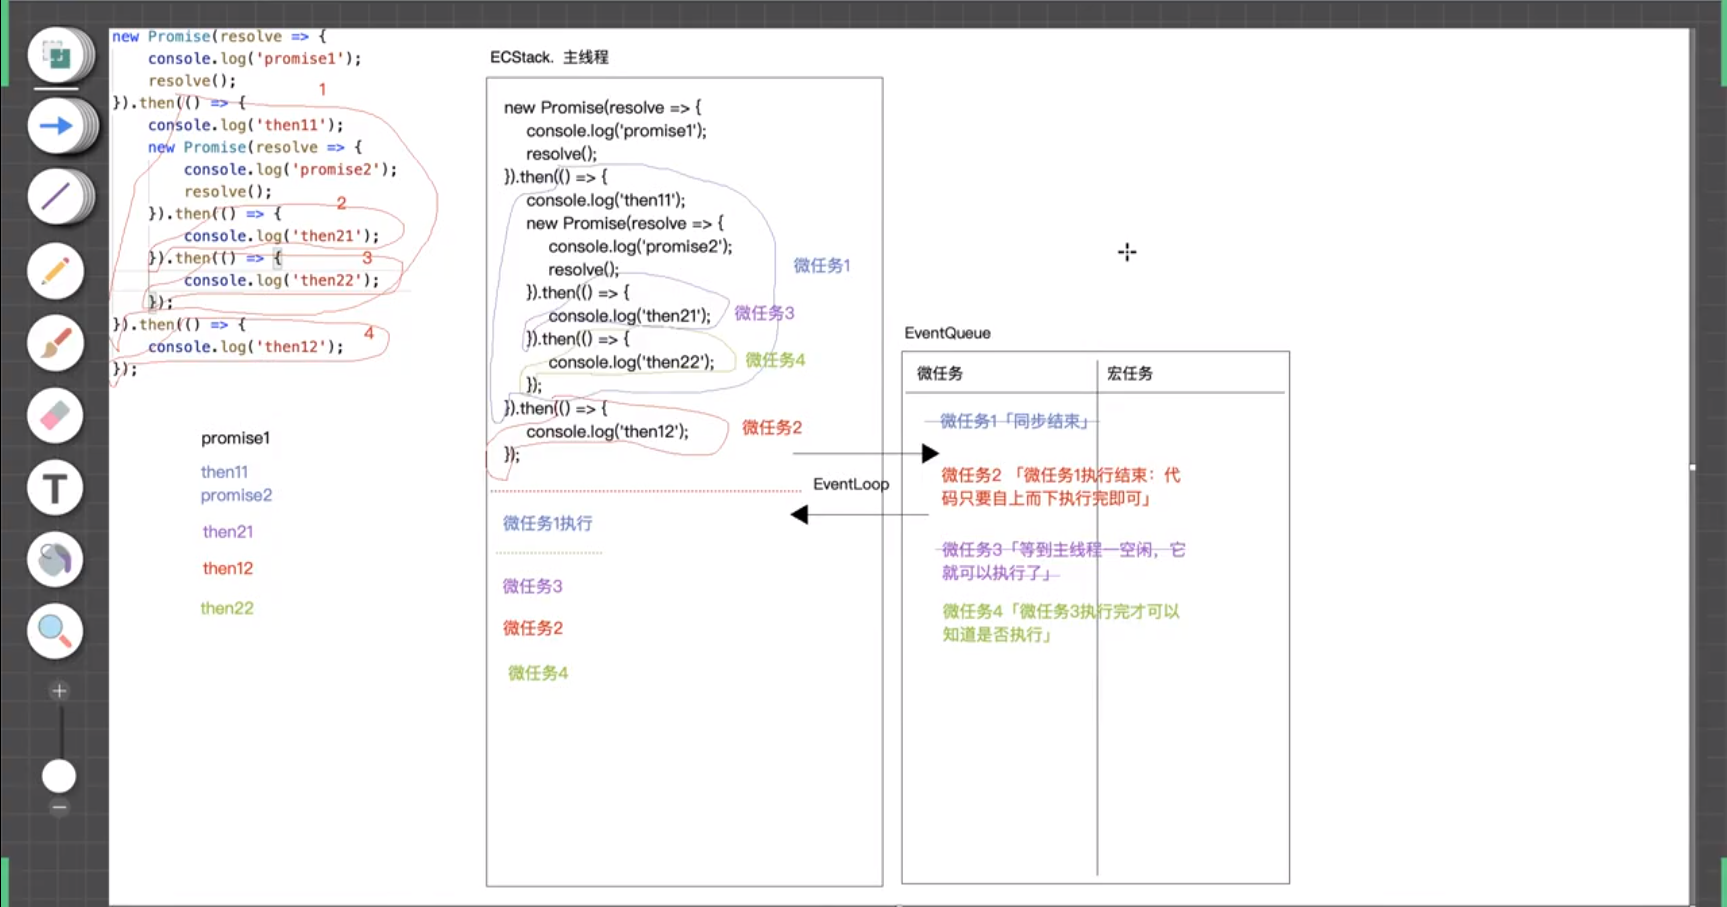 new Promise(resolve => {
console.log('promise1');
resolve();
}).then(() => {
console.log('then11');
new Promise(resolve => {
console.log('promise2');
resolve();
}).then(() => {
console.log('then21');
}).then(() => {
console.log('then22');
});
}).then(() => {
console.log('then12');
});
1
2
3
4
promise1
then11
promise2
then21
then12
then22
ECStack. 主线程
new Promise(resolve => {
console.log('promise1');
resolve();
}).then(() => {
console.log('then11');
new Promise(resolve => {
console.log('promise2');
resolve();
}).then(() => {
console.log('then21');
}).then(() => {
console.log('then22');
});
}).then(() => {
console.log('then12');
});
微任务1
微任务3
微任务4
微任务2
微任务1执行
微任务3
微任务2
微任务4
EventLoop
EventQueue
微任务
宏任务
微任务1「同步结束」
微任务2 「微任务1执行结束：代
码只要自上而下执行完即可」
微任务3「等到主线程一空闲，它
就可以执行了」
微任务4「微任务3执行完才可以
知道是否执行」
T